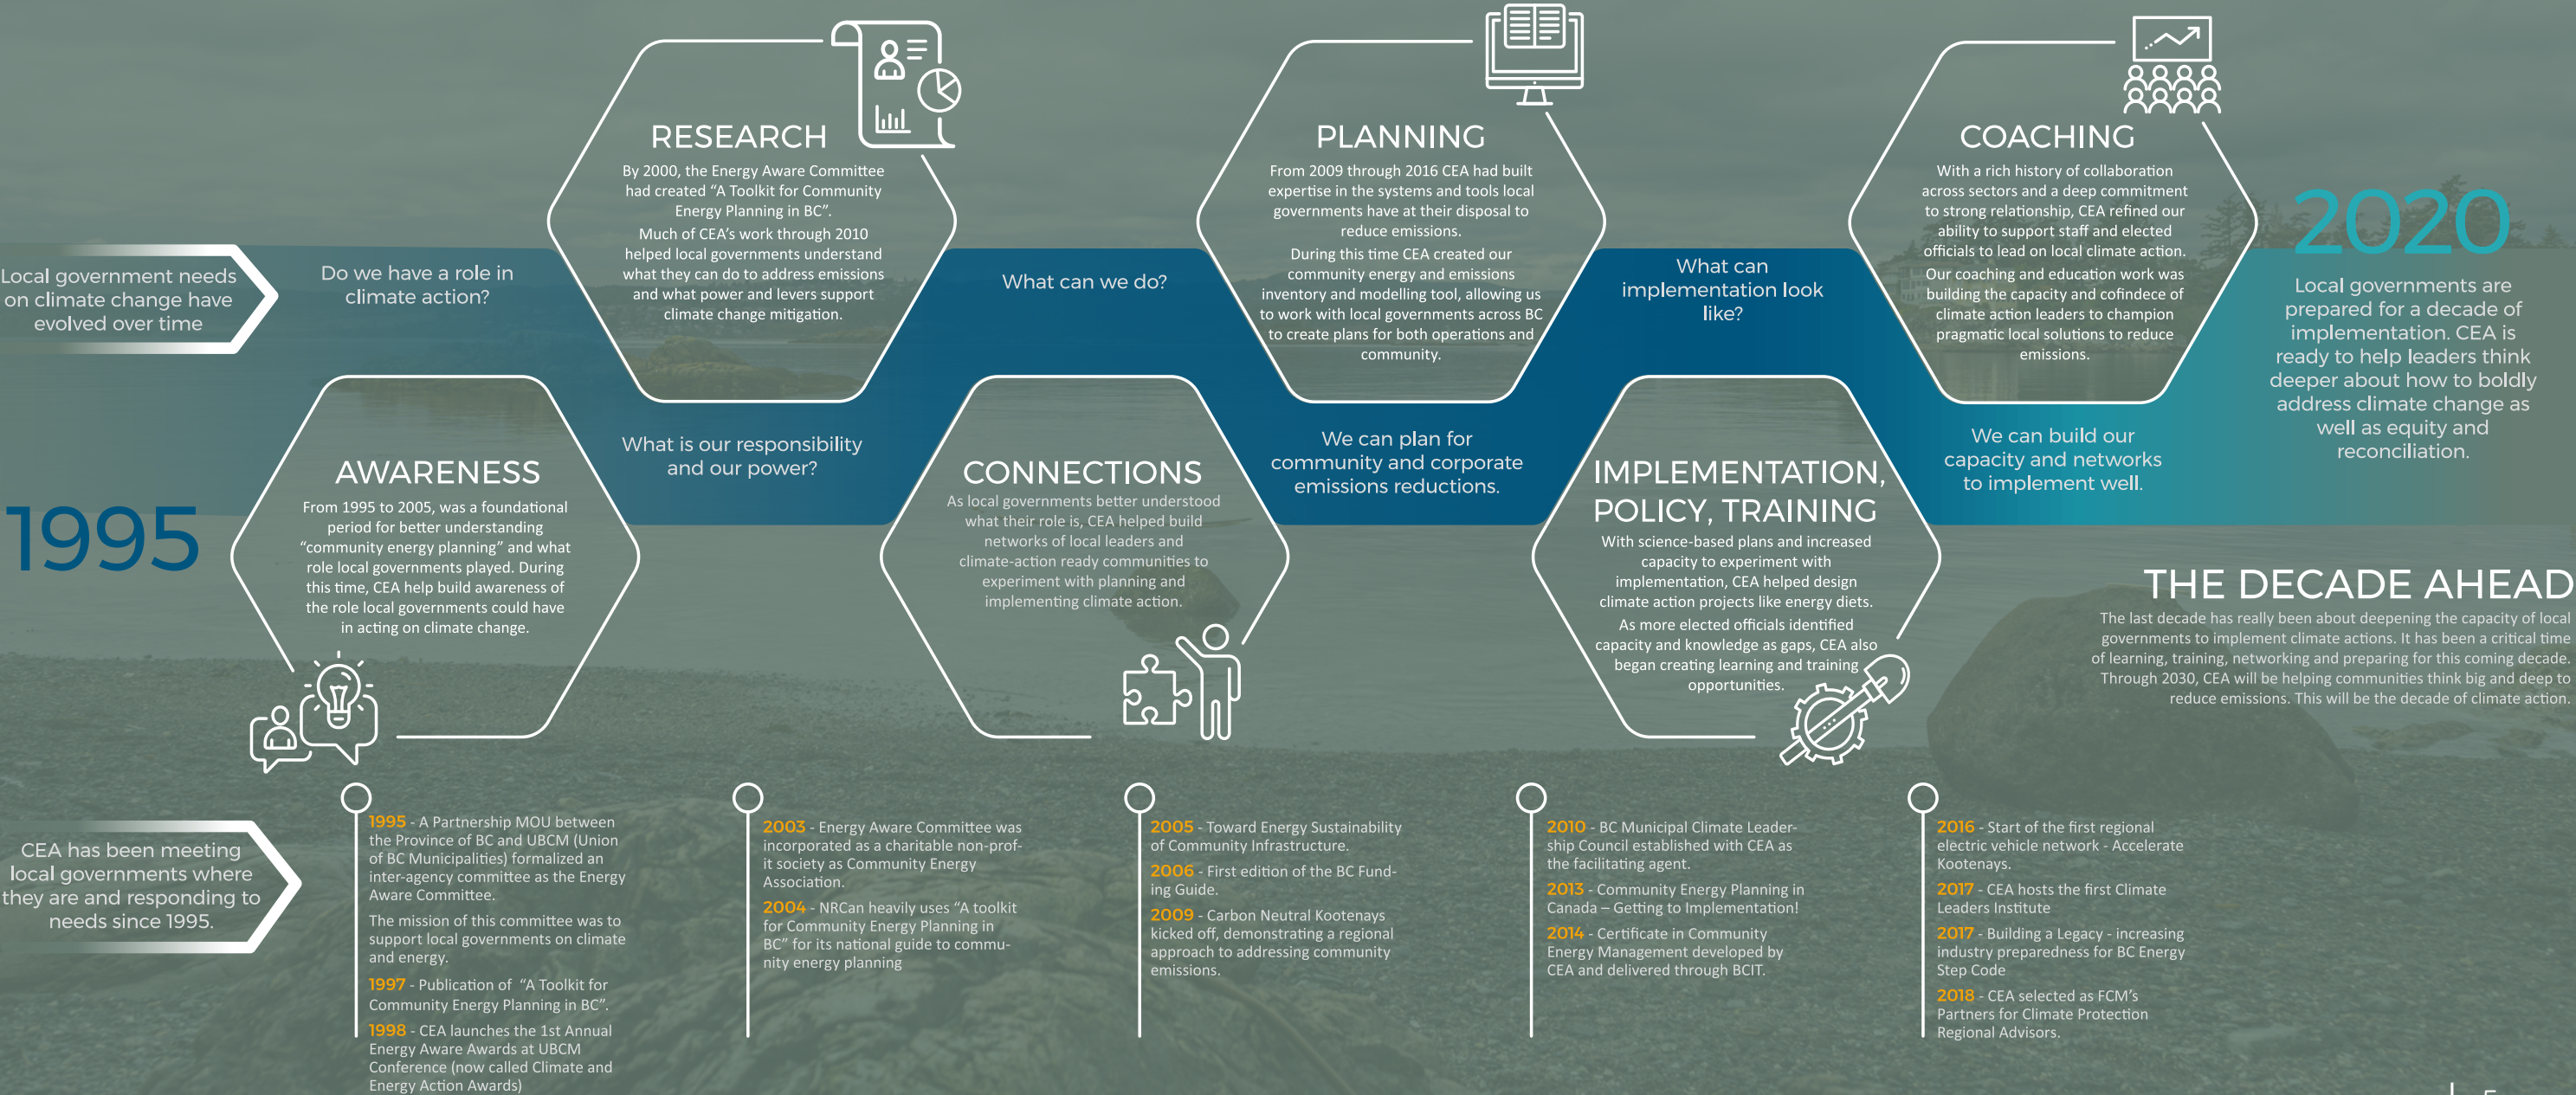 Local government needs
on climate change have
evolved over time
1995
Do we have a role in
climate action?
AWARENESS
From 1995 to 2005, was a foundational
period for better understanding
“community energy planning” and what
role local governments played. During
this time, CEA help build awareness of
the role local governments could have
in acting on climate change.
RESEARCH
By 2000, the Energy Aware Committee
had created “A Toolkit for Community
Energy Planning in BC”.
Much of CEA’s work through 2010
helped local governments understand
what they can do to address emissions
and what power and levers support
climate change mitigation.
What is our responsibility
and our power?
What can we do?
CONNECTIONS
As local governments better understood
what their role is, CEA helped build
networks of local leaders and
climate-action ready communities to
experiment with planning and
implementing climate action.
PLANNING
From 2009 through 2016 CEA had built
expertise in the systems and tools local
governments have at their disposal to
reduce emissions.
During this time CEA created our
community energy and emissions
inventory and modelling tool, allowing us
to work with local governments across BC
to create plans for both operations and
community.
We can plan for
community and corporate
emissions reductions.
What can
implementation look
like?
IMPLEMENTATION,
POLICY, TRAINING
With science-based plans and increased
capacity to experiment with
implementation, CEA helped design
climate action projects like energy diets.
As more elected officials identified
capacity and knowledge as gaps, CEA also
began creating learning and training
opportunities.
COACHING
With a rich history of collaboration
across sectors and a deep commitment
to strong relationship, CEA refined our
ability to support staff and elected
officials to lead on local climate action.
Our coaching and education work was
building the capacity and cofindece of
climate action leaders to champion
pragmatic local solutions to reduce
emissions.
We can build our
capacity and networks
to implement well.
2020
Local governments are
prepared for a decade of
implementation. CEA is
ready to help leaders think
deeper about how to boldly
address climate change as
well as equity and
reconciliation.
THE DECADE AHEAD
The last decade has really been about deepening the capacity of local
governments to implement climate actions. It has been a critical time
of learning, training, networking and preparing for this coming decade.
Through 2030, CEA will be helping communities think big and deep to
reduce emissions. This will be the decade of climate action.
CEA has been meeting
local governments where
they are and responding to
needs since 1995.
1995 - A Partnership MOU between
the Province of BC and UBCM (Union
of BC Municipalities) formalized an
inter-agency committee as the Energy
Aware Committee.
The mission of this committee was to
support local governments on climate
and energy.
1997 - Publication of “A Toolkit for
Community Energy Planning in BC”.
1998 - CEA launches the 1st Annual
Energy Aware Awards at UBCM
Conference (now called Climate and
Energy Action Awards)
2003 - Energy Aware Committee was
incorporated as a charitable non-prof-
it society as Community Energy
Association.
2004 - NRCan heavily uses “A toolkit
for Community Energy Planning in
BC” for its national guide to commu-
nity energy planning
2005 - Toward Energy Sustainability
of Community Infrastructure.
2006 - First edition of the BC Fund-
ing Guide.
2009 - Carbon Neutral Kootenays
kicked off, demonstrating a regional
approach to addressing community
emissions.
2010 - BC Municipal Climate Leader-
ship Council established with CEA as
the facilitating agent.
2013 - Community Energy Planning in
Canada – Getting to Implementation!
2014 - Certificate in Community
Energy Management developed by
CEA and delivered through BCIT.
2016 - Start of the first regional
electric vehicle network - Accelerate
Kootenays.
2017 - CEA hosts the first Climate
Leaders Institute
2017 - Building a Legacy - increasing
industry preparedness for BC Energy
Step Code
2018 - CEA selected as FCM’s
Partners for Climate Protection
Regional Advisors.